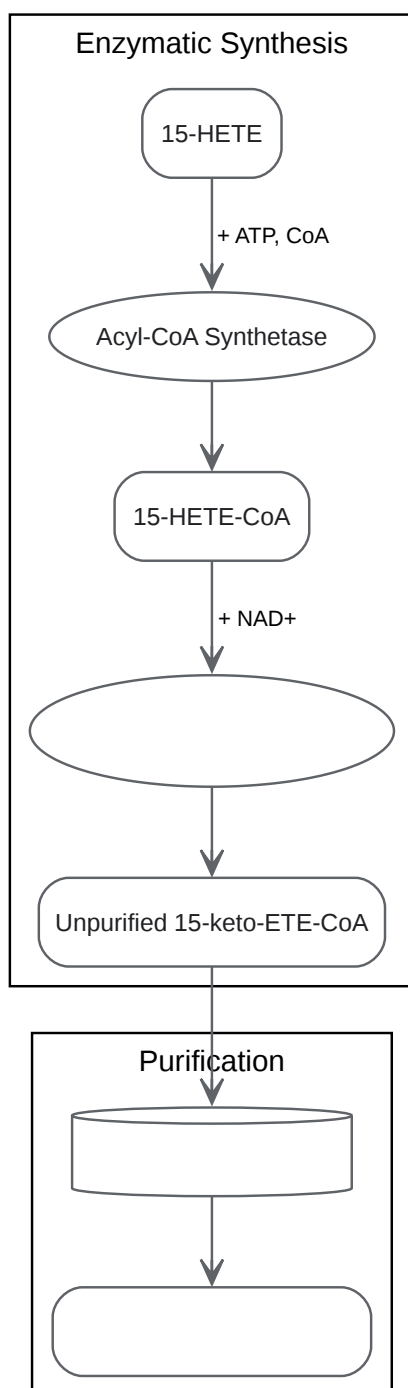 Enzymatic Synthesis
15-HETE
+ ATP, CoA
Acyl-CoA Synthetase
15-HETE-CoA
+ NAD+
Unpurified 15-keto-ETE-CoA
Purification